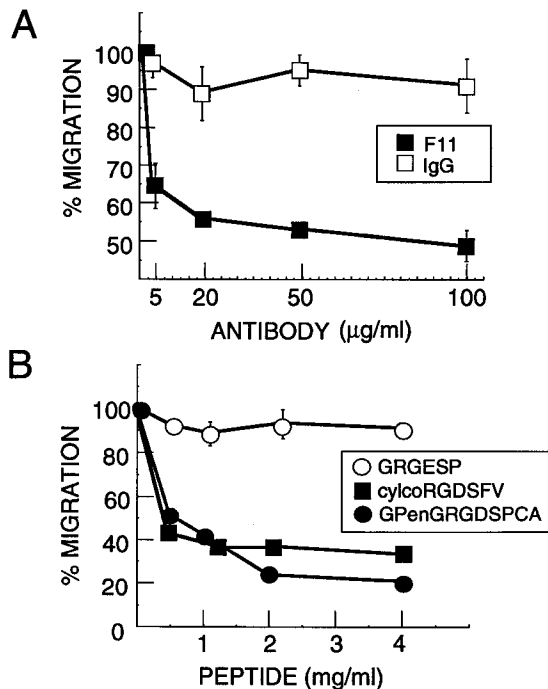 A
% MIGRATION
100
90
80
70
60
50
F11
IgG
5 20 50 100
ANTIBODY (µg/ml)
B
% MIGRATION
100
80
60
40
20
0
GRGESP
cylcoRGDSFV
GPenGRGDSPCA
1 2 3 4
PEPTIDE (mg/ml)